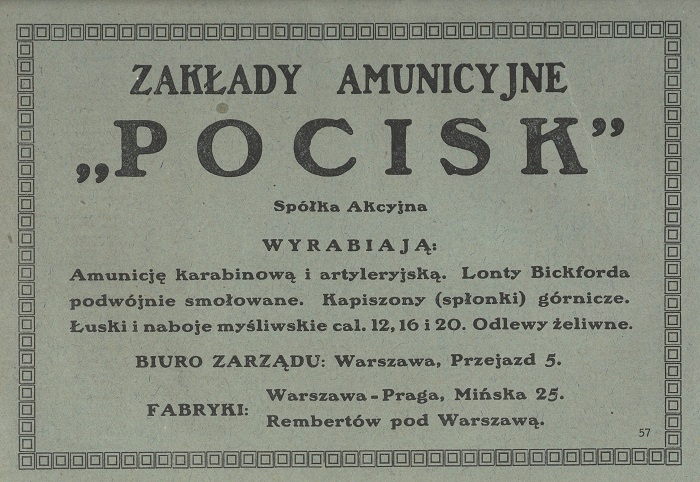 ZAKŁADY AMUNICYJNE
„POCISK”
Spółka Akcyjna
WYRABIAJĄ:
Amunicję karabinową i artyleryjską. Lonty Bickforda
podwójnie smołowane. Kapiszony (spłonki) górnicze.
Łuski i naboje myśliwskie cal. 12, 16 i 20. Odlewy żeliwne.
BIURO ZARZĄDU: Warszawa, Przejazd 5.
FABRYKI: Warszawa-Praga, Mińska 25.
Rembertów pod Warszawą.
57